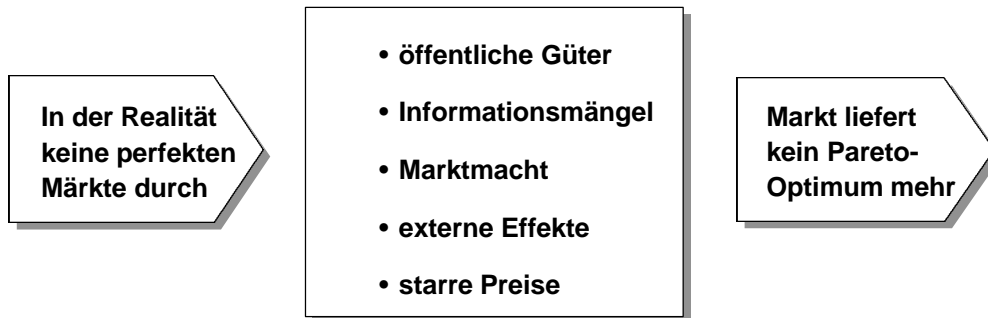 In der Realität
keine perfekten
Märkte durch
• öffentliche Güter
• Informationsmängel
• Marktmacht
• externe Effekte
• starre Preise
Markt liefert
kein Pareto-
Optimum mehr